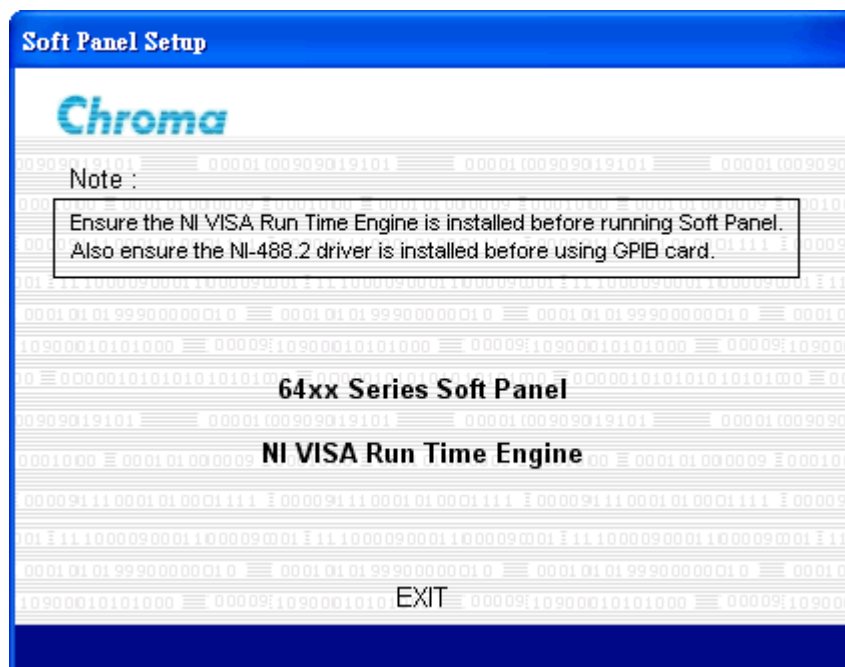 Soft Panel Setup
Chroma
Note :
Ensure the NI VISA Run Time Engine is installed before running Soft Panel.
Also ensure the NI-488.2 driver is installed before using GPIB card.
64xx Series Soft Panel
NI VISA Run Time Engine
EXIT